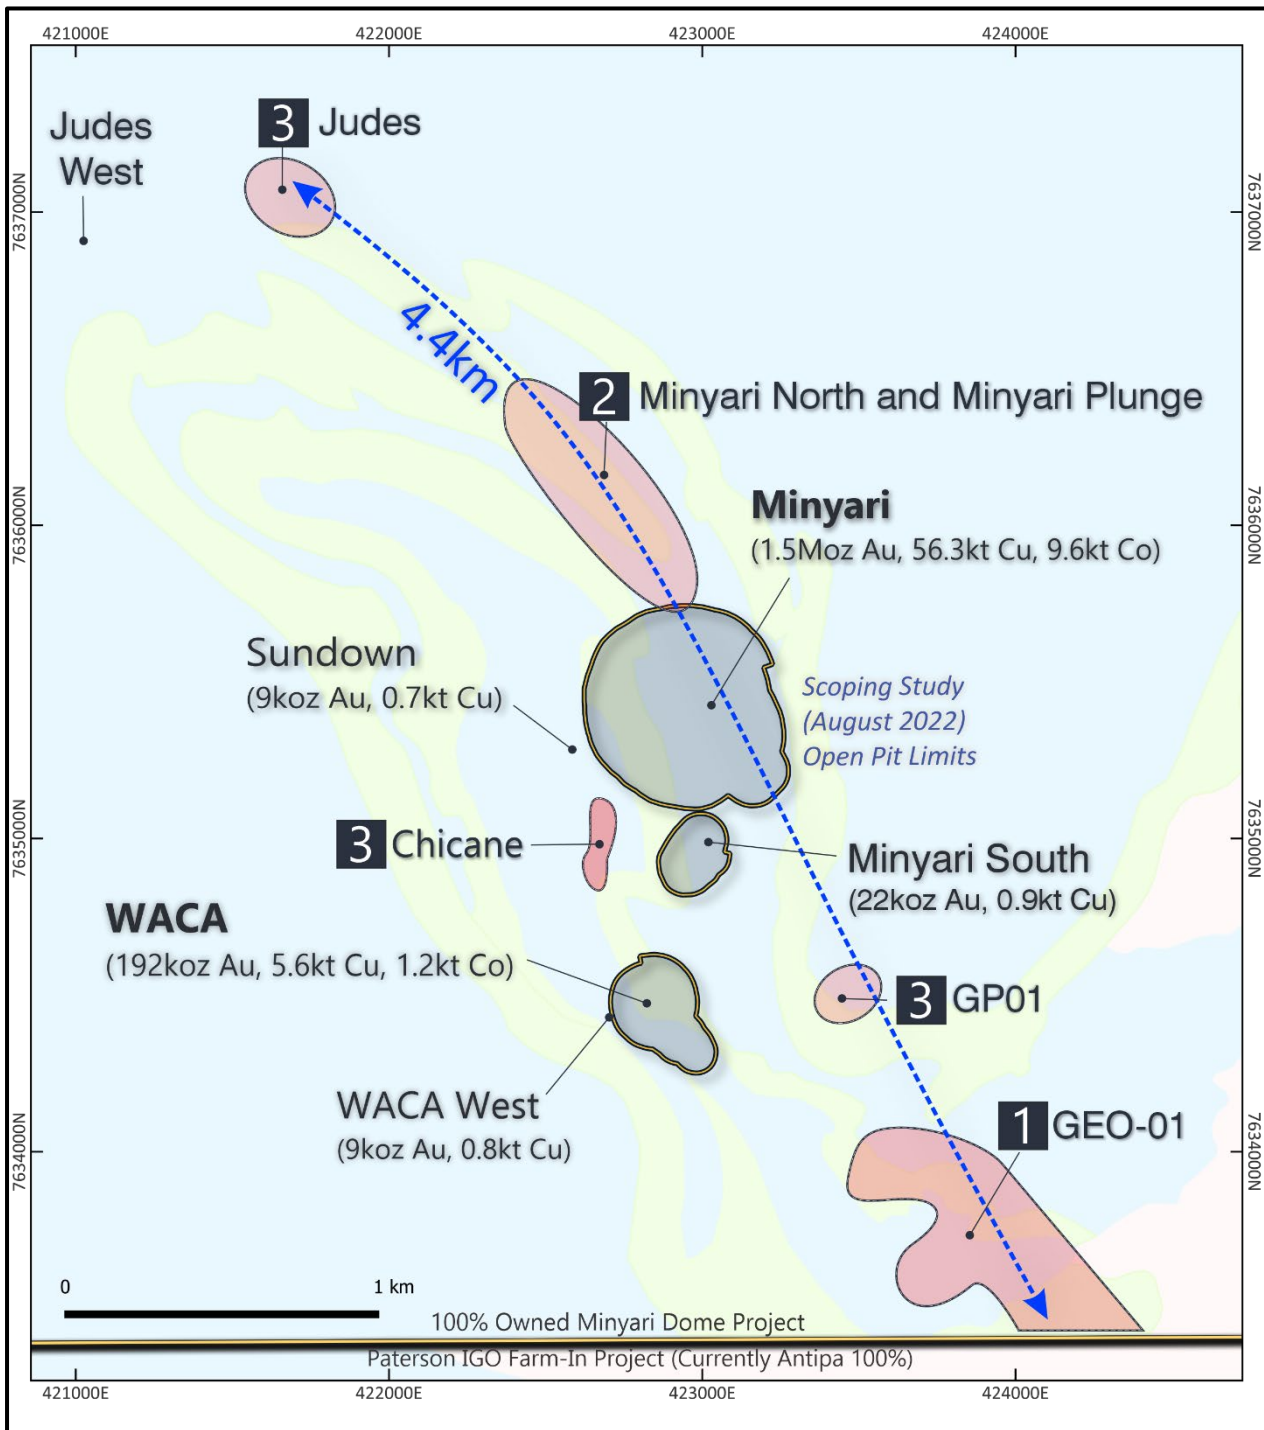 421000E
422000E
423000E
424000E
Judes
West
3 Judes
7637000N
7637000N
4.4km
2 Minyari North and Minyari Plunge
Minyari
(1.5Moz Au, 56.3kt Cu, 9.6kt Co)
7636000N
7636000N
Sundown
(9koz Au, 0.7kt Cu)
Scoping Study
(August 2022)
Open Pit Limits
3 Chicane
7635000N
7635000N
Minyari South
(22koz Au, 0.9kt Cu)
WACA
(192koz Au, 5.6kt Cu, 1.2kt Co)
3 GP01
WACA West
(9koz Au, 0.8kt Cu)
1 GEO-01
7634000N
7634000N
0
1 km
100% Owned Minyari Dome Project
Paterson IGO Farm-In Project (Currently Antipa 100%)
421000E
422000E
423000E
424000E